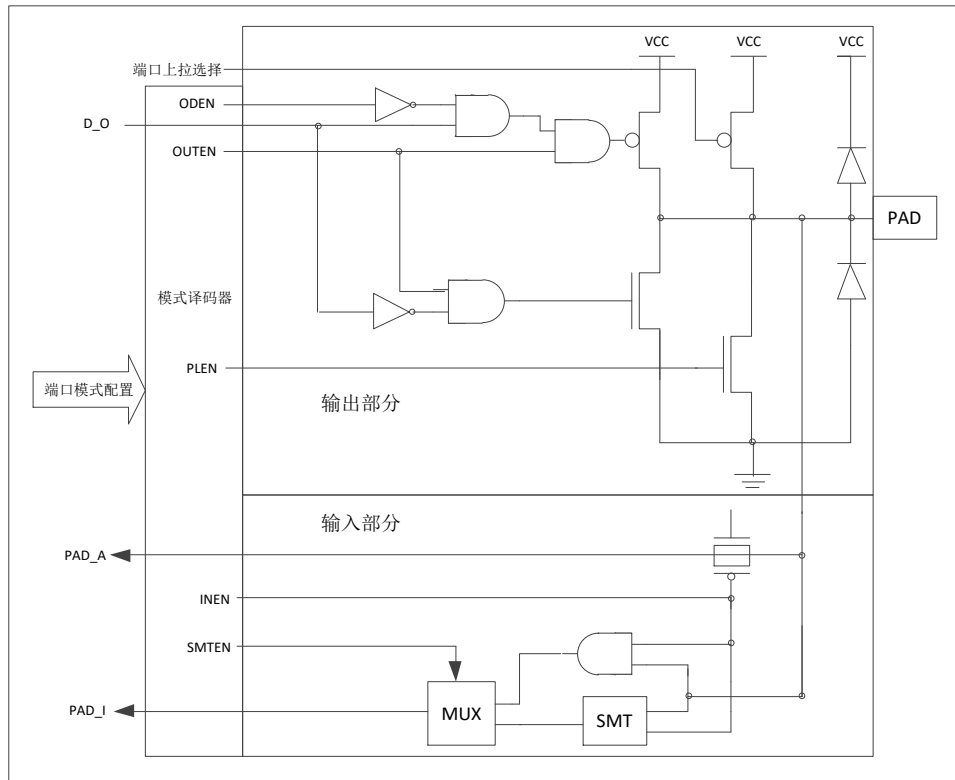 VCC
VCC
VCC
端口上拉选择
ODEN
D_O
OUTEN
PAD
模式译码器
PLEN
端口模式配置
输出部分
输入部分
PAD_A
INEN
SMTEN
PAD_I
MUX
SMT